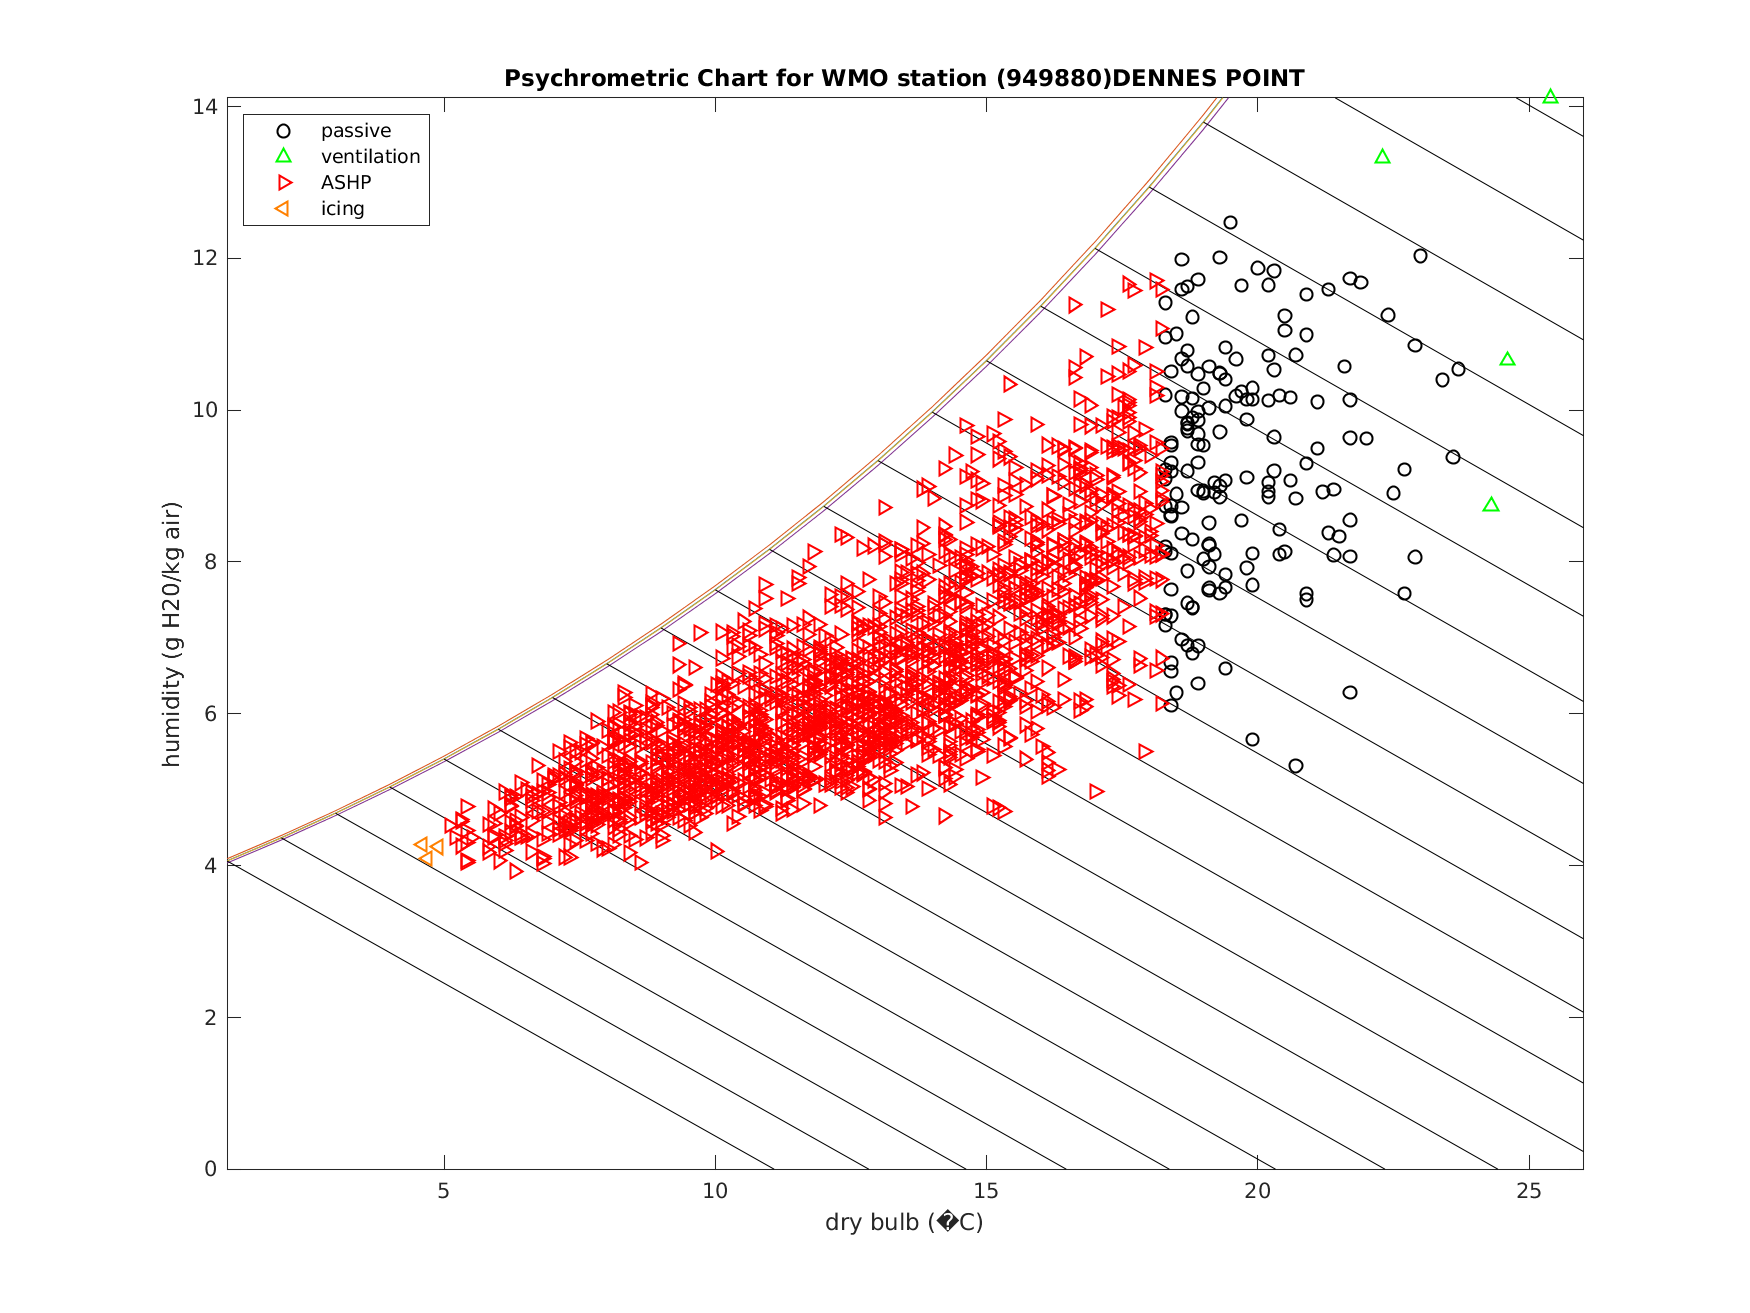 Psychrometric Chart for WMO station (949880)DENNES POINT
passive
ventilation
ASHP
icing
14
12
10
8
6
4
2
0
humidity (g H20/kg air)
5
10
15
20
25
dry bulb (�C)